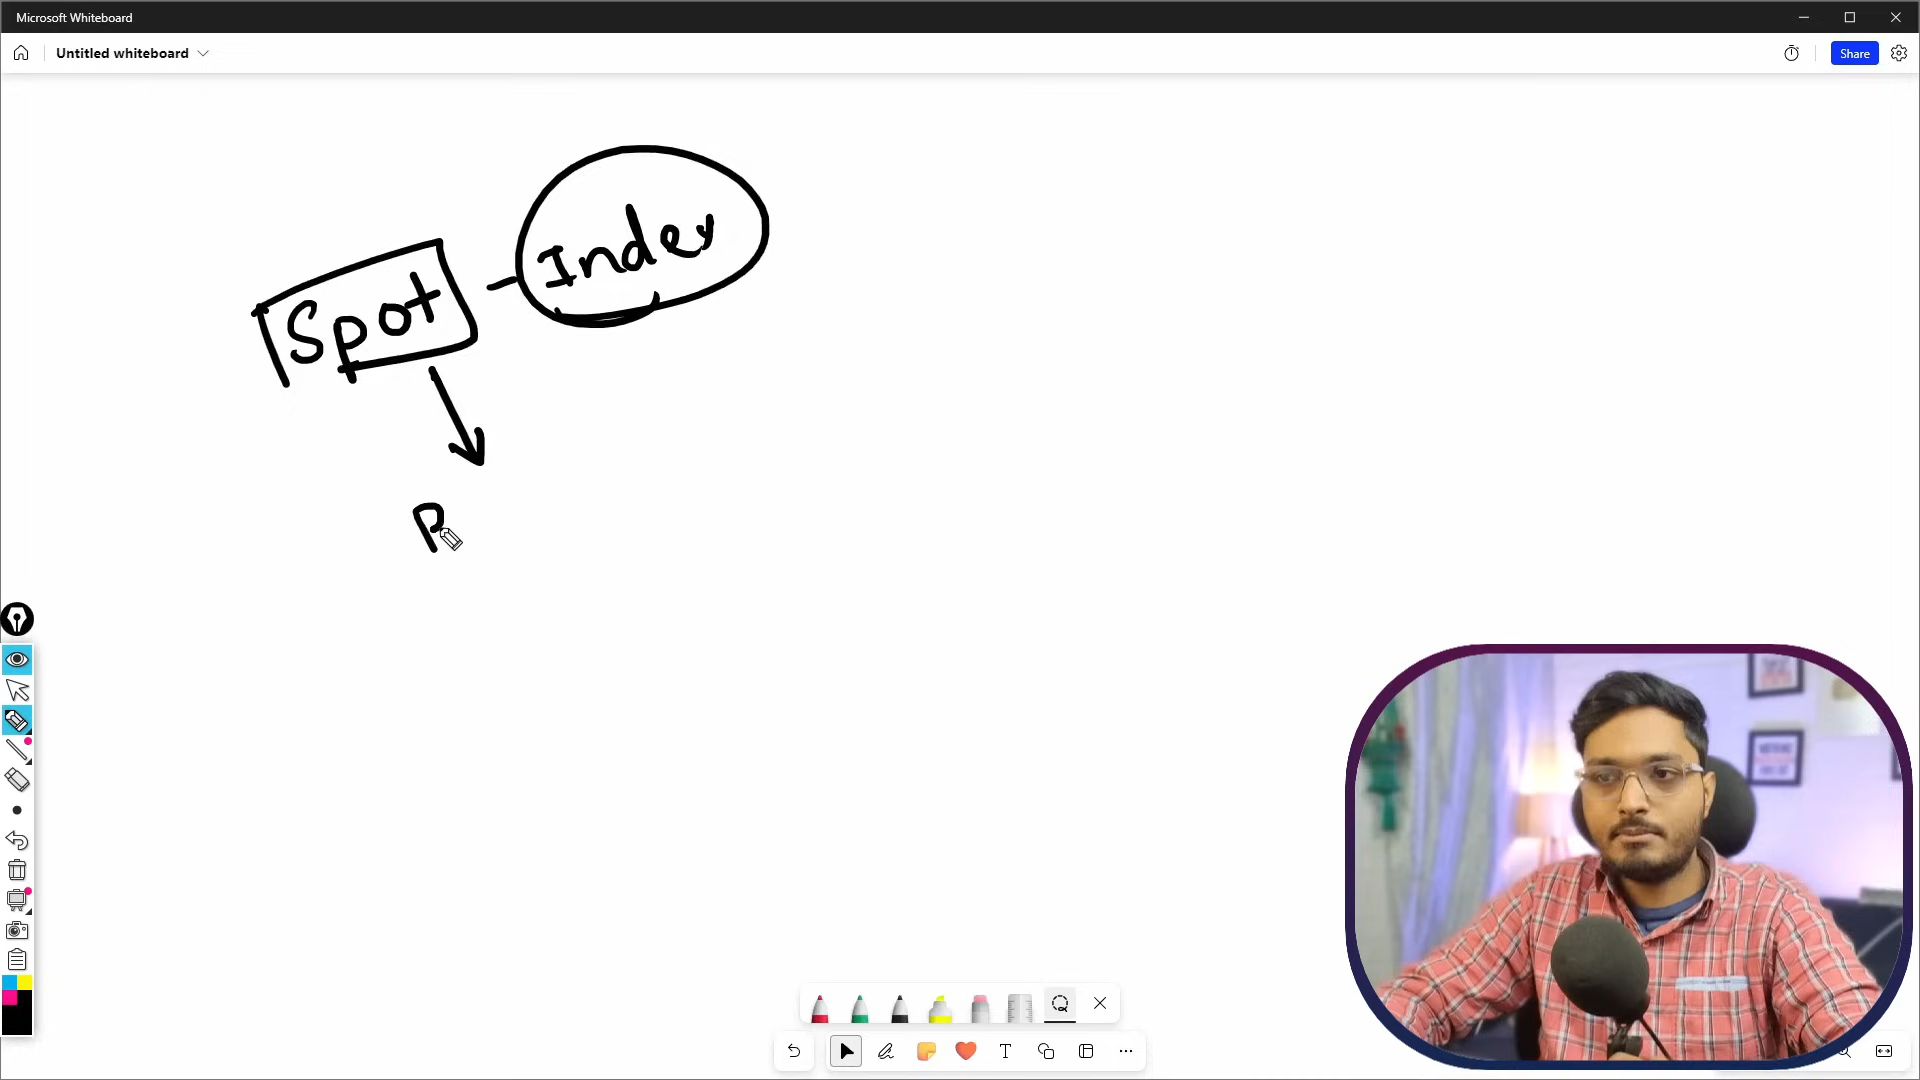 Microsoft Whiteboard
Untitled whiteboard
Share
Spot - Index
P
T